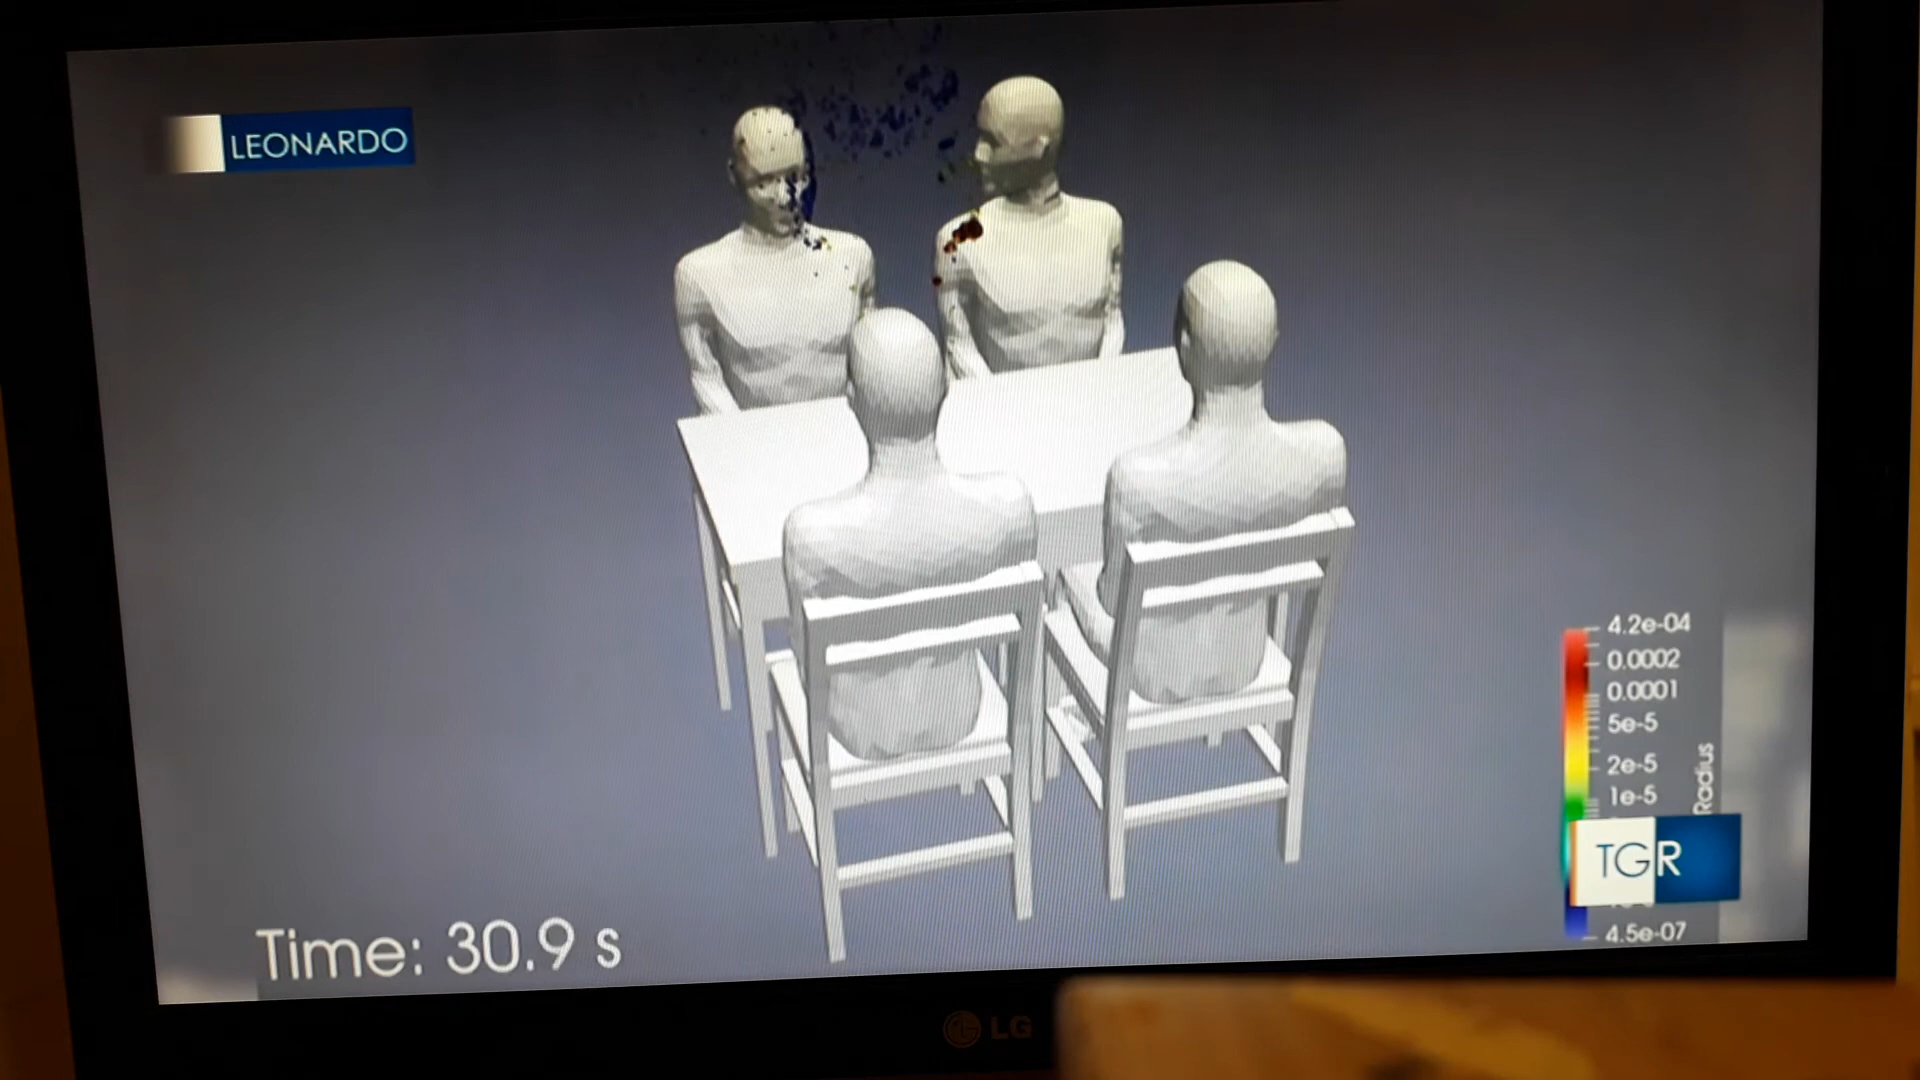 LEONARDO
4.2e-04
0.0002
0.0001
5e-5
2e-5
1e-5
Radius
TGR
4.5e-07
Time: 30.9 s
LG